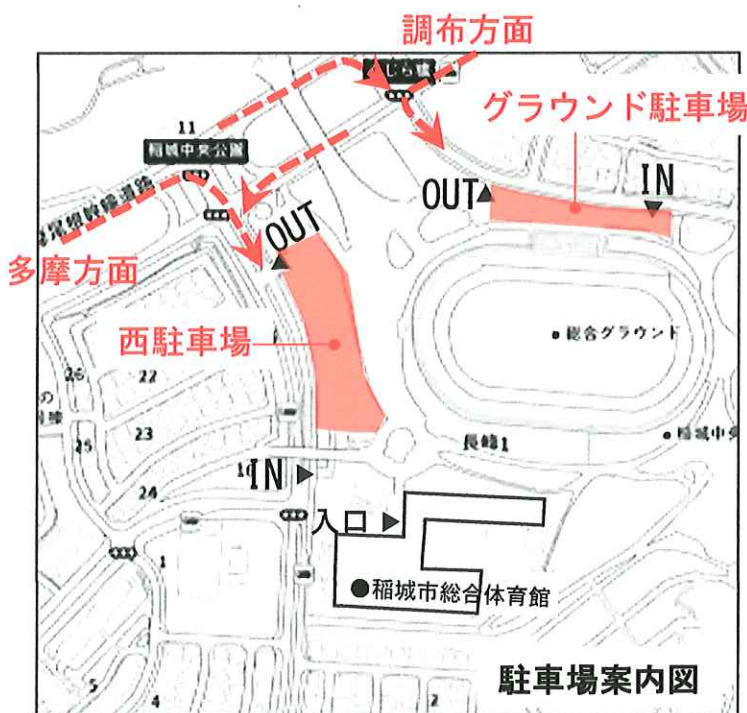 調布方面
グラウンド駐車場
11
稲城中央公園
OUT
IN
OUT
多摩方面
西駐車場
総合グラウンド
26
22
23
25
長峰1
稲城中央
24
10
IN
入口
1
●稲城市総合体育館
5
4
2
駐車場案内図